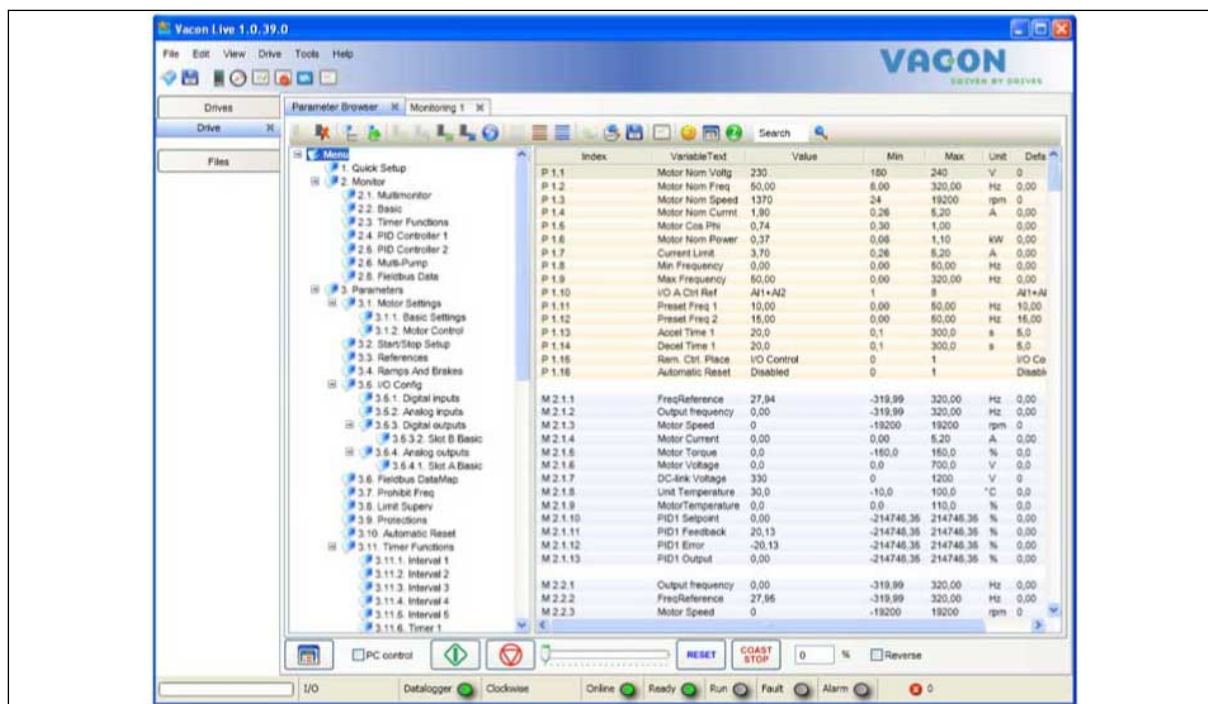 Vacon Live 1.0.39.0
File Edit View Drive Tools Help
VACON
DRIVEN BY DRIVES
Drives
Drive
Files
Parameter Browser Monitoring 1
Search
Menu
1. Quick Setup
2. Monitor
2.1. Multimonitor
2.2. Basic
2.3. Timer Functions
2.4. PID Controller 1
2.5. PID Controller 2
2.6. Multi-Pump
2.8. Fieldbus Data
3. Parameters
3.1. Motor Settings
3.1.1. Basic Settings
3.1.2. Motor Control
3.2. Start/Stop Setup
3.3. References
3.4. Ramps And Brakes
3.5. I/O Config
3.5.1. Digital inputs
3.5.2. Analog inputs
3.5.3. Digital outputs
3.5.3.2. Slot B Basic
3.5.4. Analog outputs
3.5.4.1. Slot A Basic
3.6. Fieldbus DataMap
3.7. Prohibit Freq
3.8. Limit Superv
3.9. Protections
3.10. Automatic Reset
3.11. Timer Functions
3.11.1. Interval 1
3.11.2. Interval 2
3.11.3. Interval 3
3.11.4. Interval 4
3.11.5. Interval 5
3.11.6. Timer 1
Index VariableText Value Min Max Unit Defa
P 1.1 Motor Nom Voltg 230 180 240 V 0
P 1.2 Motor Nom Freq 50,00 8,00 320,00 Hz 0,00
P 1.3 Motor Nom Speed 1370 24 19200 rpm 0
P 1.4 Motor Nom Currnt 1,90 0,26 5,20 A 0,00
P 1.5 Motor Cos Phi 0,74 0,30 1,00 0,00
P 1.6 Motor Nom Power 0,37 0,06 1,10 kW 0,00
P 1.7 Current Limit 3,70 0,26 5,20 A 0,00
P 1.8 Min Frequency 0,00 0,00 50,00 Hz 0,00
P 1.9 Max Frequency 50,00 0,00 320,00 Hz 0,00
P 1.10 I/O A Ctrl Ref AI1+AI2 1 8 AI1+AI
P 1.11 Preset Freq 1 10,00 0,00 50,00 Hz 10,00
P 1.12 Preset Freq 2 15,00 0,00 50,00 Hz 15,00
P 1.13 Accel Time 1 20,0 0,1 300,0 s 5,0
P 1.14 Decel Time 1 20,0 0,1 300,0 s 5,0
P 1.15 Rem. Ctrl. Place I/O Control 0 1 I/O Co
P 1.16 Automatic Reset Disabled 0 1 Disabl
M 2.1.1 FreqReference 27,94 -319,99 320,00 Hz 0,00
M 2.1.2 Output frequency 0,00 -319,99 320,00 Hz 0,00
M 2.1.3 Motor Speed 0 -19200 19200 rpm 0
M 2.1.4 Motor Current 0,00 0,00 5,20 A 0,00
M 2.1.5 Motor Torque 0,0 -150,0 150,0 % 0,0
M 2.1.6 Motor Voltage 0,0 0,0 700,0 V 0,0
M 2.1.7 DC-link Voltage 330 0 1200 V 0
M 2.1.8 Unit Temperature 30,0 -10,0 100,0 °C 0,0
M 2.1.9 MotorTemperature 0,0 0,0 110,0 % 0,0
M 2.1.10 PID1 Setpoint 0,00 -214748,36 214748,36 % 0,00
M 2.1.11 PID1 Feedback 20,13 -214748,36 214748,36 % 0,00
M 2.1.12 PID1 Error -20,13 -214748,36 214748,36 % 0,00
M 2.1.13 PID1 Output 0,00 -214748,36 214748,36 % 0,00
M 2.2.1 Output frequency 0,00 -319,99 320,00 Hz 0,00
M 2.2.2 FreqReference 27,95 -319,99 320,00 Hz 0,00
M 2.2.3 Motor Speed 0 -19200 19200 rpm 0
PC control RESET COAST STOP 0 % Reverse
I/O Datalogger Clockwise Online Ready Run Fault Alarm 0